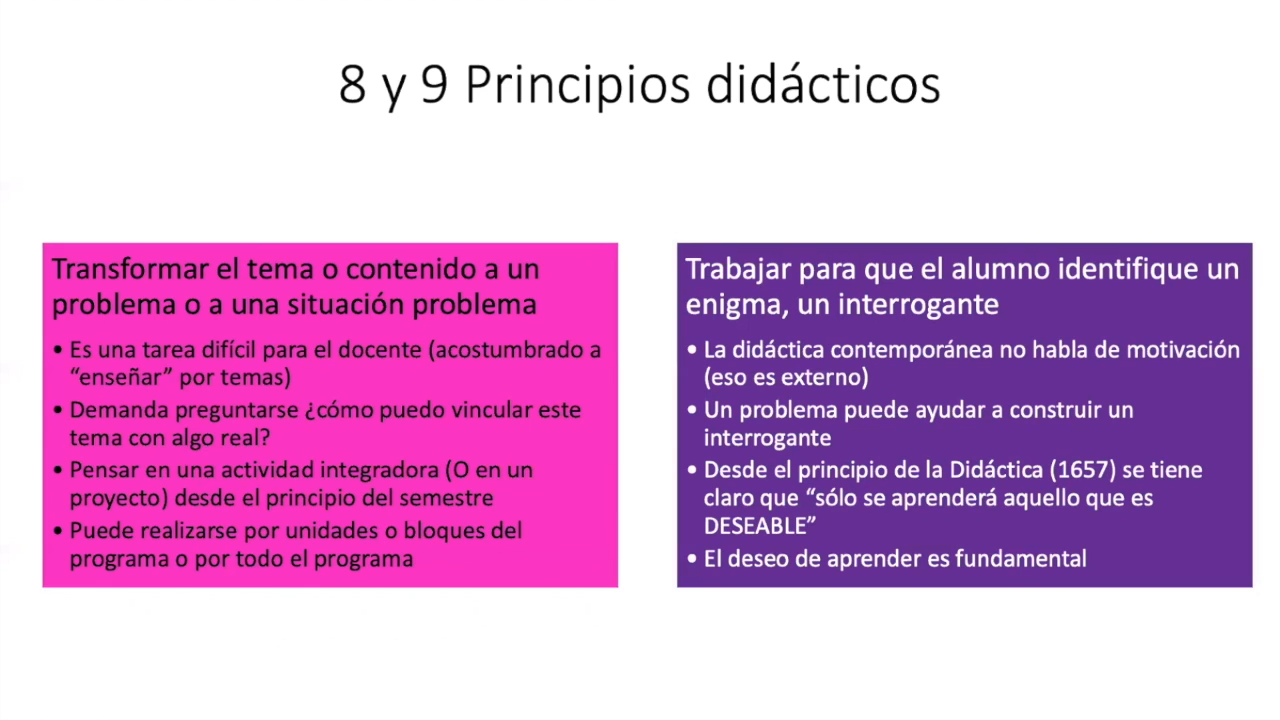 8 y 9 Principios didácticos
Transformar el tema o contenido a un
problema o a una situación problema
• Es una tarea difícil para el docente (acostumbrado a
“enseñar” por temas)
• Demanda preguntarse ¿cómo puedo vincular este
tema con algo real?
• Pensar en una actividad integradora (O en un
proyecto) desde el principio del semestre
• Puede realizarse por unidades o bloques del
programa o por todo el programa
Trabajar para que el alumno identifique un
enigma, un interrogante
• La didáctica contemporánea no habla de motivación
(eso es externo)
• Un problema puede ayudar a construir un
interrogante
• Desde el principio de la Didáctica (1657) se tiene
claro que “sólo se aprenderá aquello que es
DESEABLE”
• El deseo de aprender es fundamental